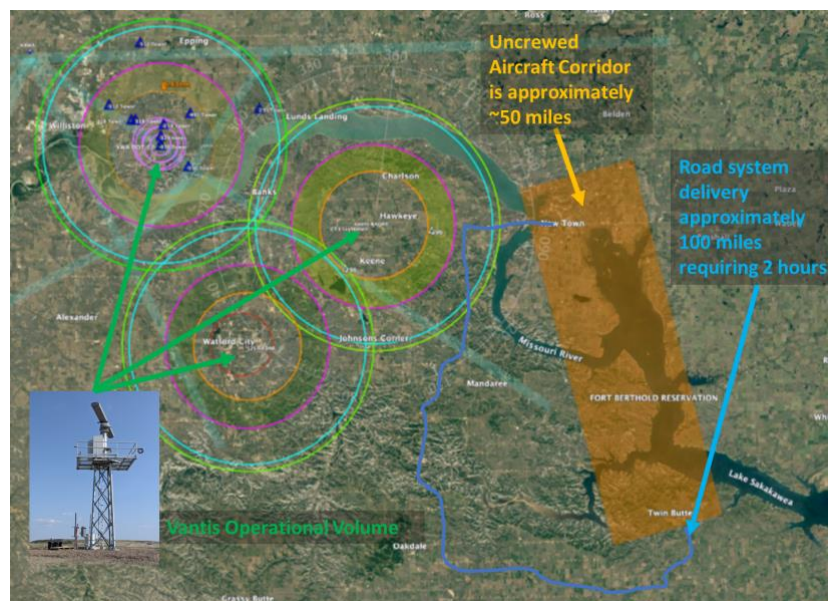 Ross
Epping
Uncrewed
Aircraft Corridor
is approximately
~50 miles
Williston
Lunds Landing
Belden
Road system
delivery
approximately
100 miles
requiring 2 hours
Plaza
Banks
Charlson
Hawkeye
Town
Keene
Alexander
Watford City
Johnsons Corner
Missouri River
Mandaree
FORT BERTHOLD RESERVATION
Lake Sakakawea
Twin Butte
Vantis Operational Volume
Oakdale
Grassy Butte